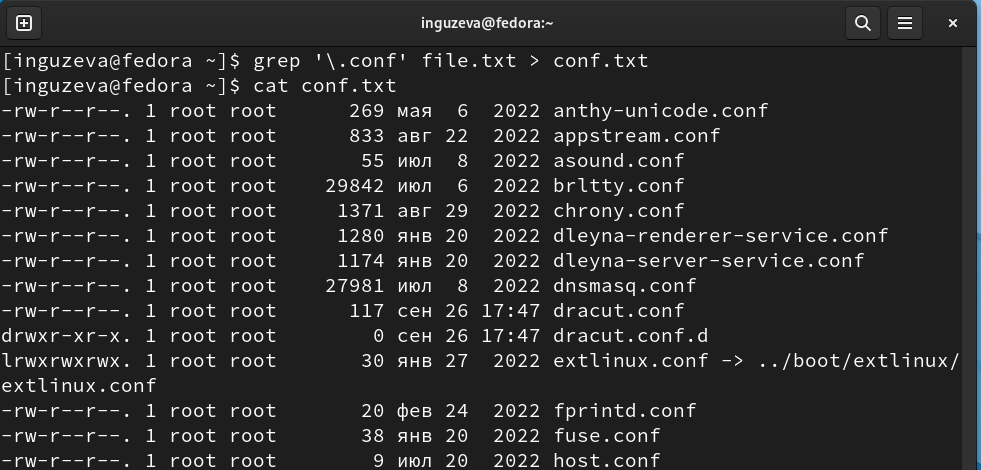 inguzeva@fedora:~
[inguzeva@fedora ~]$ grep '\.conf' file.txt > conf.txt
[inguzeva@fedora ~]$ cat conf.txt
-rw-r--r--. 1 root root      269 мая  6  2022 anthy-unicode.conf
-rw-r--r--. 1 root root      833 авг 22  2022 appstream.conf
-rw-r--r--. 1 root root       55 июл  8  2022 asound.conf
-rw-r--r--. 1 root root    29842 июл  6  2022 brltty.conf
-rw-r--r--. 1 root root     1371 авг 29  2022 chrony.conf
-rw-r--r--. 1 root root     1280 янв 20  2022 dleyna-renderer-service.conf
-rw-r--r--. 1 root root     1174 янв 20  2022 dleyna-server-service.conf
-rw-r--r--. 1 root root    27981 июл  8  2022 dnsmasq.conf
-rw-r--r--. 1 root root      117 сен 26 17:47 dracut.conf
drwxr-xr-x. 1 root root        0 сен 26 17:47 dracut.conf.d
lrwxrwxrwx. 1 root root       30 янв 27  2022 extlinux.conf -> ../boot/extlinux/
extlinux.conf
-rw-r--r--. 1 root root       20 фев 24  2022 fprintd.conf
-rw-r--r--. 1 root root       38 янв 20  2022 fuse.conf
-rw-r--r--. 1 root root        9 июл 20  2022 host.conf